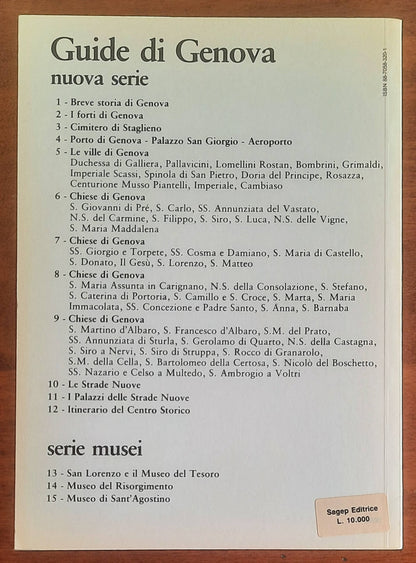 Guide di Genova
nuova serie
1 - Breve storia di Genova
2 - I forti di Genova
3 - Cimitero di Staglieno
4 - Porto di Genova - Palazzo San Giorgio - Aeroporto
5 - Le ville di Genova
Duchessa di Galliera, Pallavicini, Lomellini Rostan, Bombrini, Grimaldi,
Imperiale Scassi, Spinola di San Pietro, Doria del Principe, Rosazza,
Centurione Musso Piantelli, Imperiale, Cambiaso
6 - Chiese di Genova
S. Giovanni di Pré, S. Carlo, SS. Annunziata del Vastato,
N.S. del Carmine, S. Filippo, S. Siro, S. Luca, N.S. delle Vigne,
S. Maria Maddalena
7 - Chiese di Genova
SS. Giorgio e Torpete, SS. Cosma e Damiano, S. Maria di Castello,
S. Donato, Il Gesù, S. Lorenzo, S. Matteo
8 - Chiese di Genova
S. Maria Assunta in Carignano, N.S. della Consolazione, S. Stefano,
S. Caterina di Portoria, S. Camillo e S. Croce, S. Marta, S. Maria
Immacolata, SS. Concezione e Padre Santo, S. Anna, S. Barnaba
9 - Chiese di Genova
S. Martino d'Albaro, S. Francesco d'Albaro, S.M. del Prato,
SS. Annunziata di Sturla, S. Gerolamo di Quarto, N.S. della Castagna,
S. Siro a Nervi, S. Siro di Struppa, S. Rocco di Granarolo,
S.M. della Cella, S. Bartolomeo della Certosa, S. Nicolò del Boschetto,
SS. Nazario e Celso a Multedo, S. Ambrogio a Voltri
10 - Le Strade Nuove
11 - I Palazzi delle Strade Nuove
12 - Itinerario del Centro Storico
serie musei
13 - San Lorenzo e il Museo del Tesoro
14 - Museo del Risorgimento
15 - Museo di Sant'Agostino
Sagep Editrice
L. 10.000
ISBN 88-7058-320-1